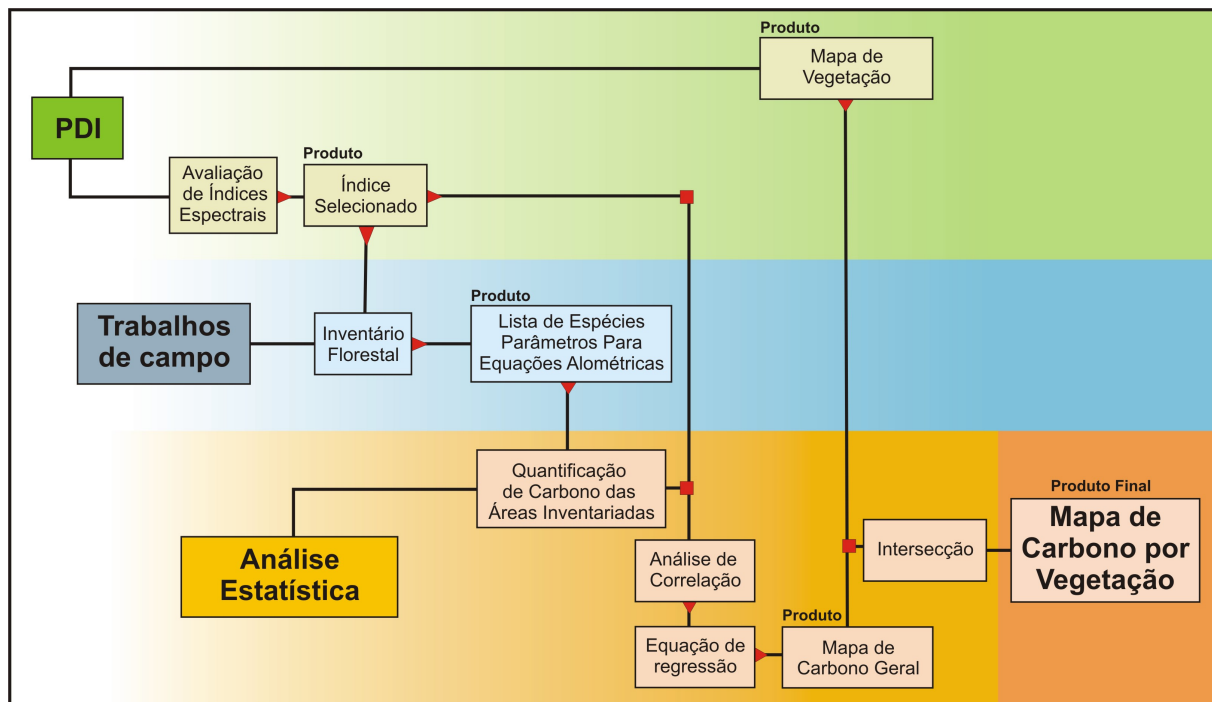 Produto
Mapa de
Vegetação
PDI
Avaliação
de Índices
Espectrais
Produto
Índice
Selecionado
Trabalhos
de campo
Inventário
Florestal
Produto
Lista de Espécies
Parâmetros Para
Equações Alométricas
Quantificação
de Carbono das
Áreas Inventariadas
Análise
Estatística
Análise de
Correlação
Equação de
regressão
Produto
Mapa de
Carbono Geral
Intersecção
Produto Final
Mapa de
Carbono por
Vegetação